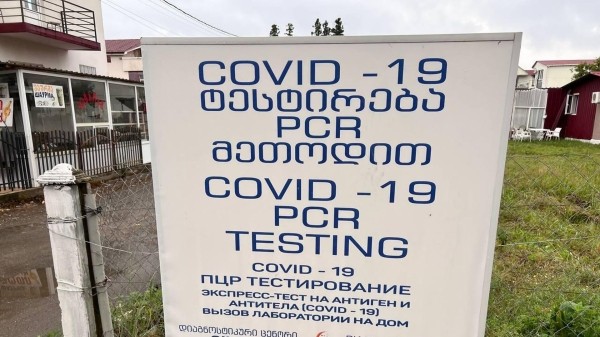 COVID -19
ტესტირება
PCR
მეთოდით
COVID -19
PCR
TESTING
COVID - 19
ПЦР ТЕСТИРОВАНИЕ
ЭКСПРЕСС-ТЕСТ НА АНТИГЕН И
АНТИТЕЛА (COVID - 19)
ВЫЗОВ ЛАБОРАТОРИИ НА ДОМ